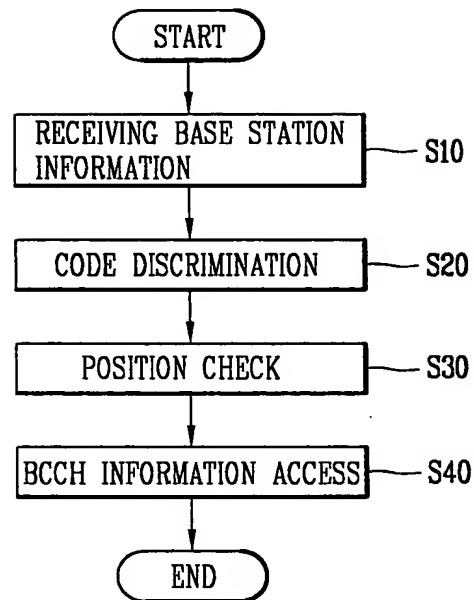 START
RECEIVING BASE STATION
INFORMATION
S10
CODE DISCRIMINATION
S20
POSITION CHECK
S30
BCCH INFORMATION ACCESS
S40
END